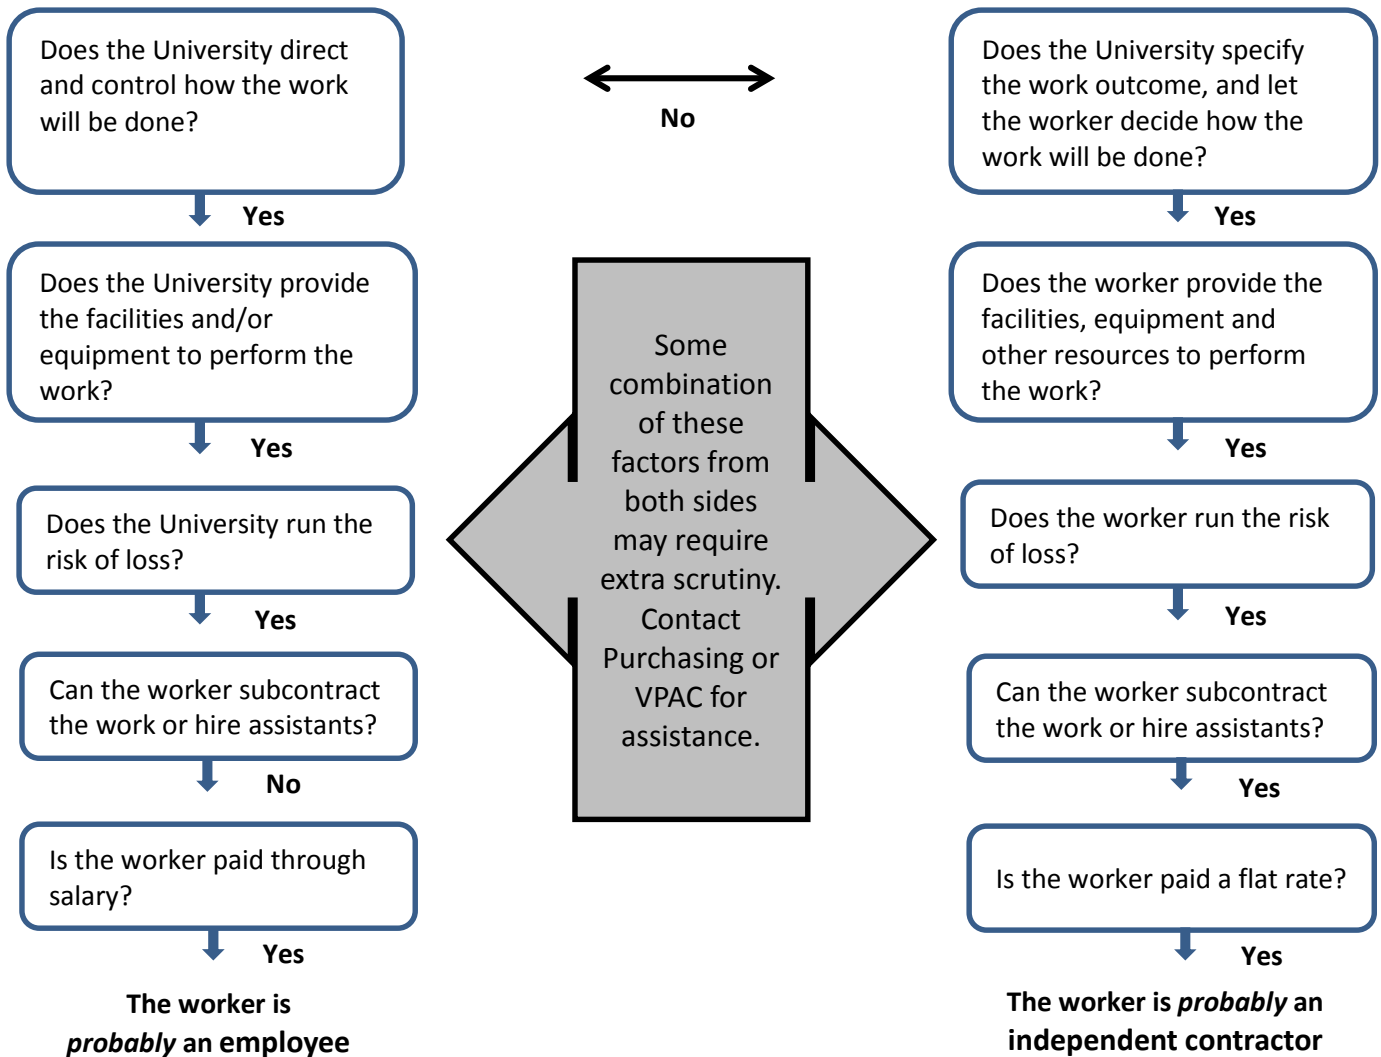 Does the University direct
and control how the work
will be done?
Yes
Does the University provide
the facilities and/or
equipment to perform the
work?
Yes
Does the University run the
risk of loss?
Yes
Can the worker subcontract
the work or hire assistants?
No
Is the worker paid through
salary?
Yes
The worker is
probably an employee
No
Some
combination
of these
factors from
both sides
may require
extra scrutiny.
Contact
Purchasing or
VPAC for
assistance.
Does the University specify
the work outcome, and let
the worker decide how the
work will be done?
Yes
Does the worker provide the
facilities, equipment and
other resources to perform
the work?
Yes
Does the worker run the risk
of loss?
Yes
Can the worker subcontract
the work or hire assistants?
Yes
Is the worker paid a flat rate?
Yes
The worker is probably an
independent contractor